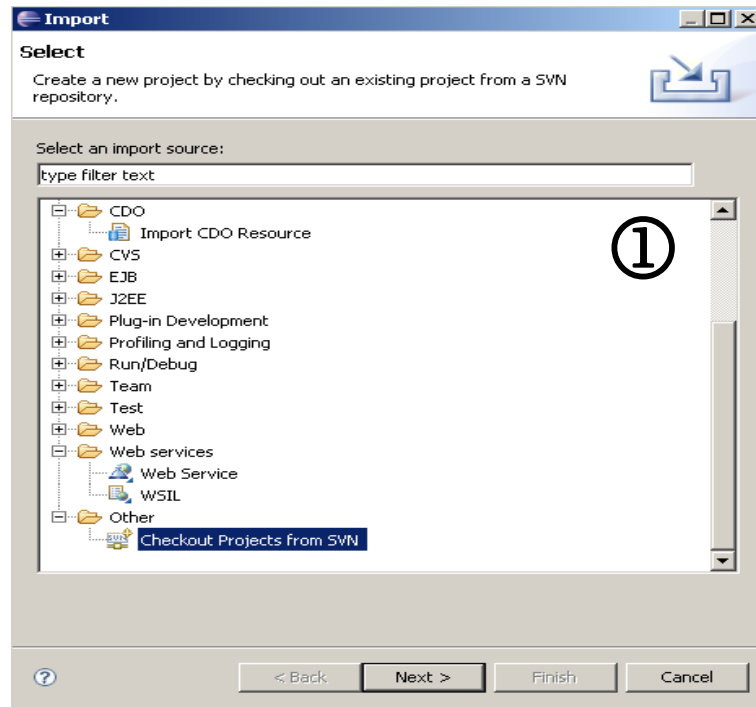 Import
Select
Create a new project by checking out an existing project from a SVN
repository.
Select an import source:
type filter text
CDO
Import CDO Resource
①
CVS
EJB
J2EE
Plug-in Development
Profiling and Logging
Run/Debug
Team
Test
Web
Web services
Web Service
WSIL
Other
Checkout Projects from SVN
< Back
Next >
Finish
Cancel